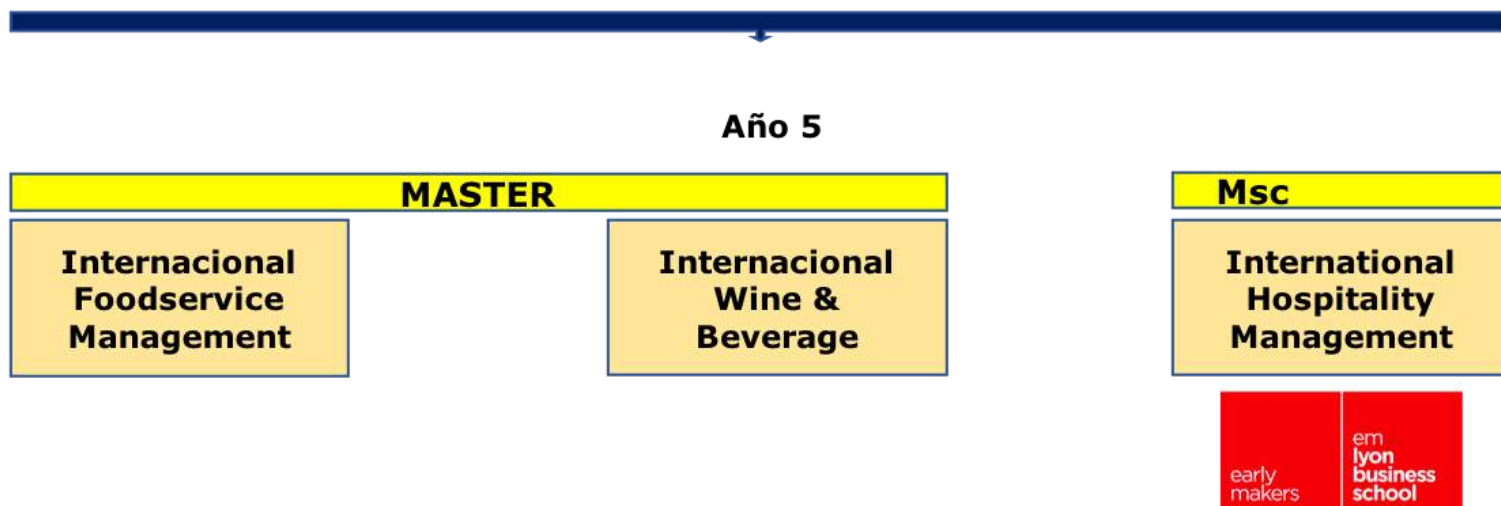 Año 5
MASTER
Msc
Internacional
Foodservice
Management
Internacional
Wine &
Beverage
International
Hospitality
Management
early
makers
em
lyon
business
school